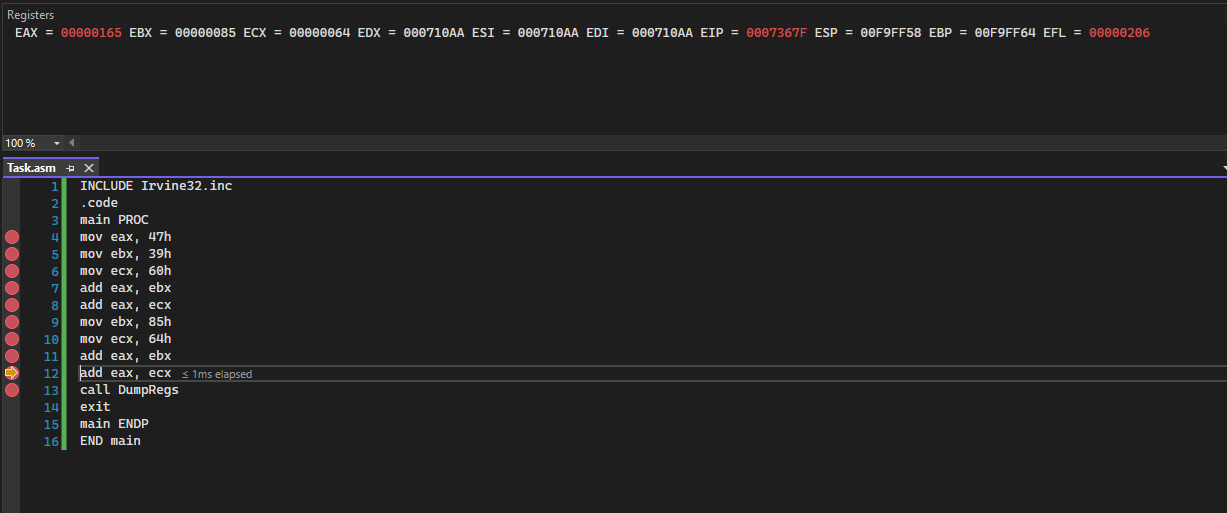 Registers
EAX = 00000165 EBX = 00000085 ECX = 00000064 EDX = 000710AA ESI = 000710AA EDI = 000710AA EIP = 0007367F ESP = 00F9FF58 EBP = 00F9FF64 EFL = 00000206
100 %
Task.asm
1 INCLUDE Irvine32.inc
2 .code
3 main PROC
4 mov eax, 47h
5 mov ebx, 39h
6 mov ecx, 60h
7 add eax, ebx
8 add eax, ecx
9 mov ebx, 85h
10 mov ecx, 64h
11 add eax, ebx
12 add eax, ecx ≤ 1ms elapsed
13 call DumpRegs
14 exit
15 main ENDP
16 END main